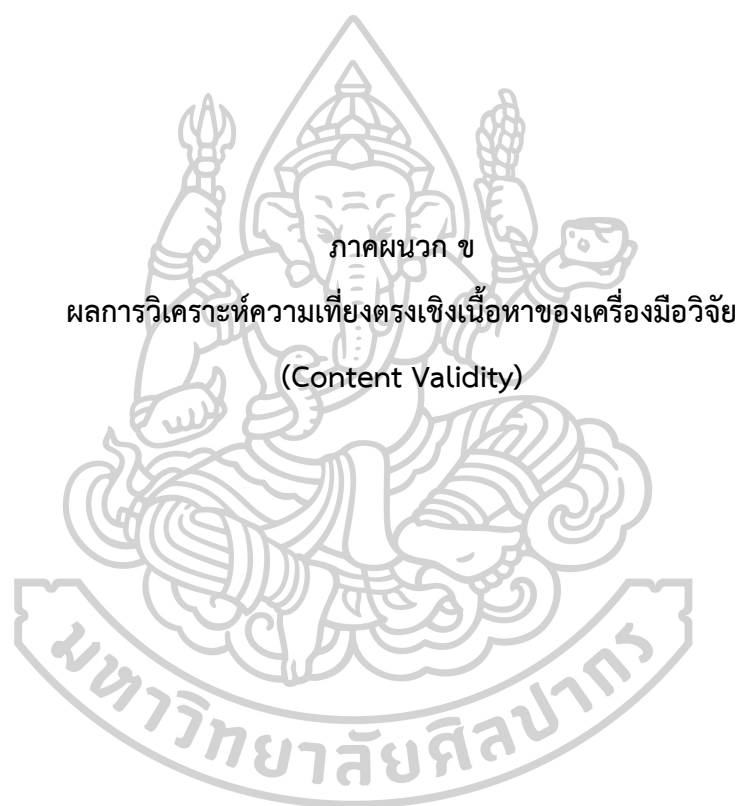 ภาคผนวก ข
ผลการวิเคราะห์ความเที่ยงตรงเชิงเนื้อหาของเครื่องมือวิจัย
(Content Validity)
มหาวิทยาลัยศิลปากร